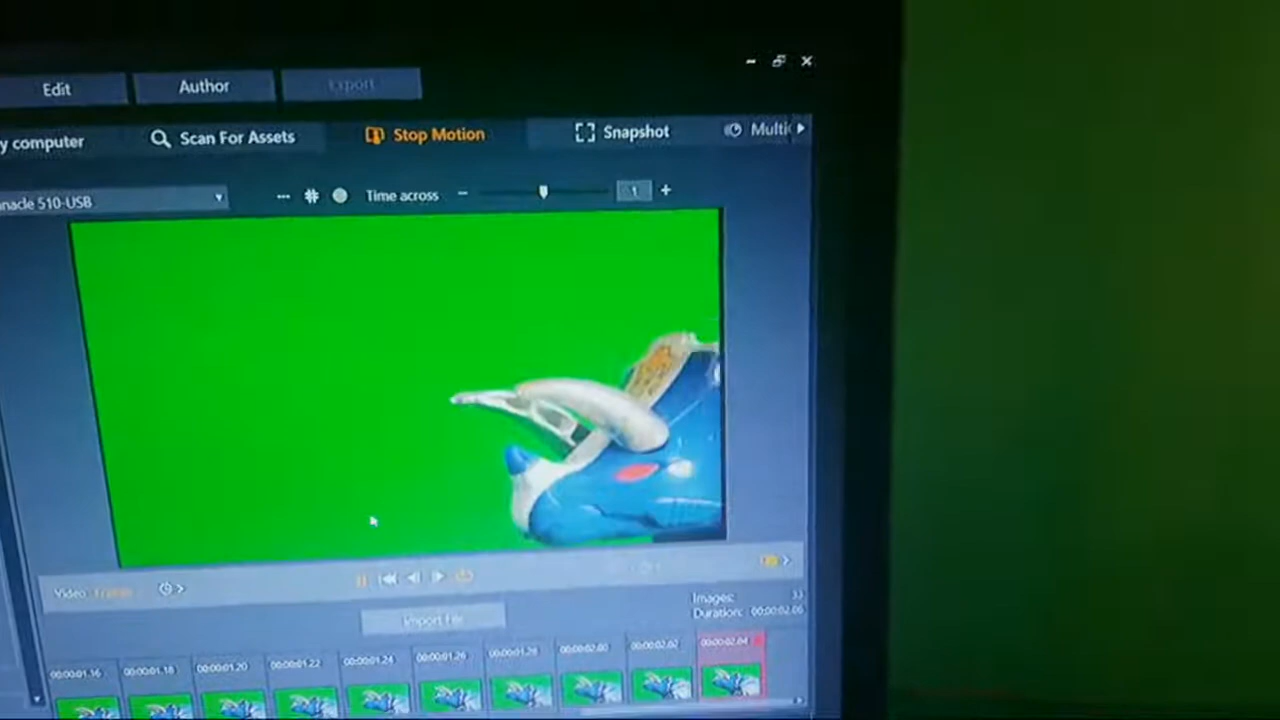 Edit Author Export
y computer Scan For Assets Stop Motion Snapshot Multi
nacle 510-USB Time across 1
Video Frames
Import File
Images: 33
Duration: 00:00:02.06
00:00:01.16 00:00:01.18 00:00:01.20 00:00:01.22 00:00:01.24 00:00:01.26 00:00:01.28 00:00:02.00 00:00:02.02 00:00:02.04